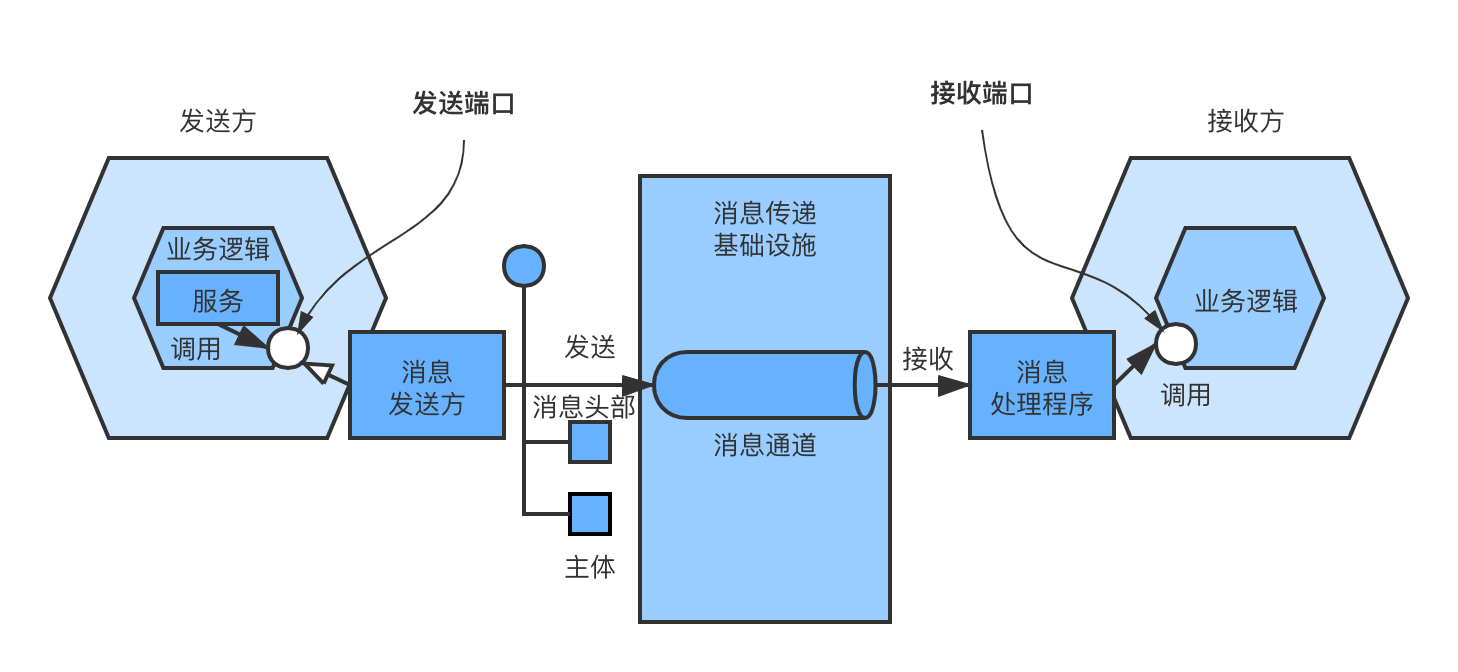 发送端口
接收端口
发送方
接收方
业务逻辑
服务
调用
消息
发送方
发送
消息头部
主体
消息传递
基础设施
消息通道
接收
消息
处理程序
业务逻辑
调用